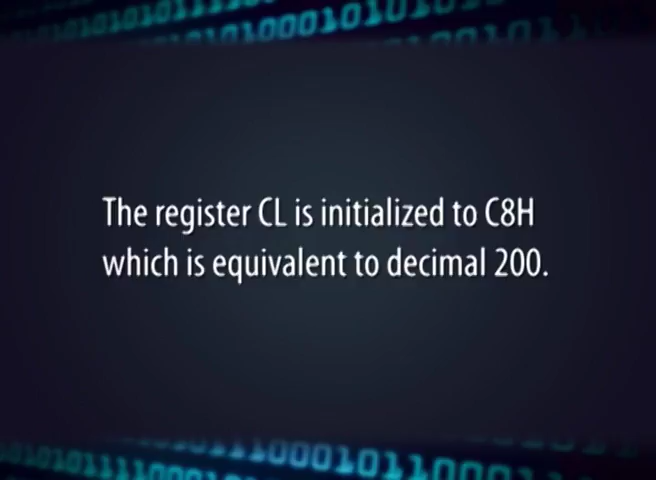 The register CL is initialized to C8H
which is equivalent to decimal 200.